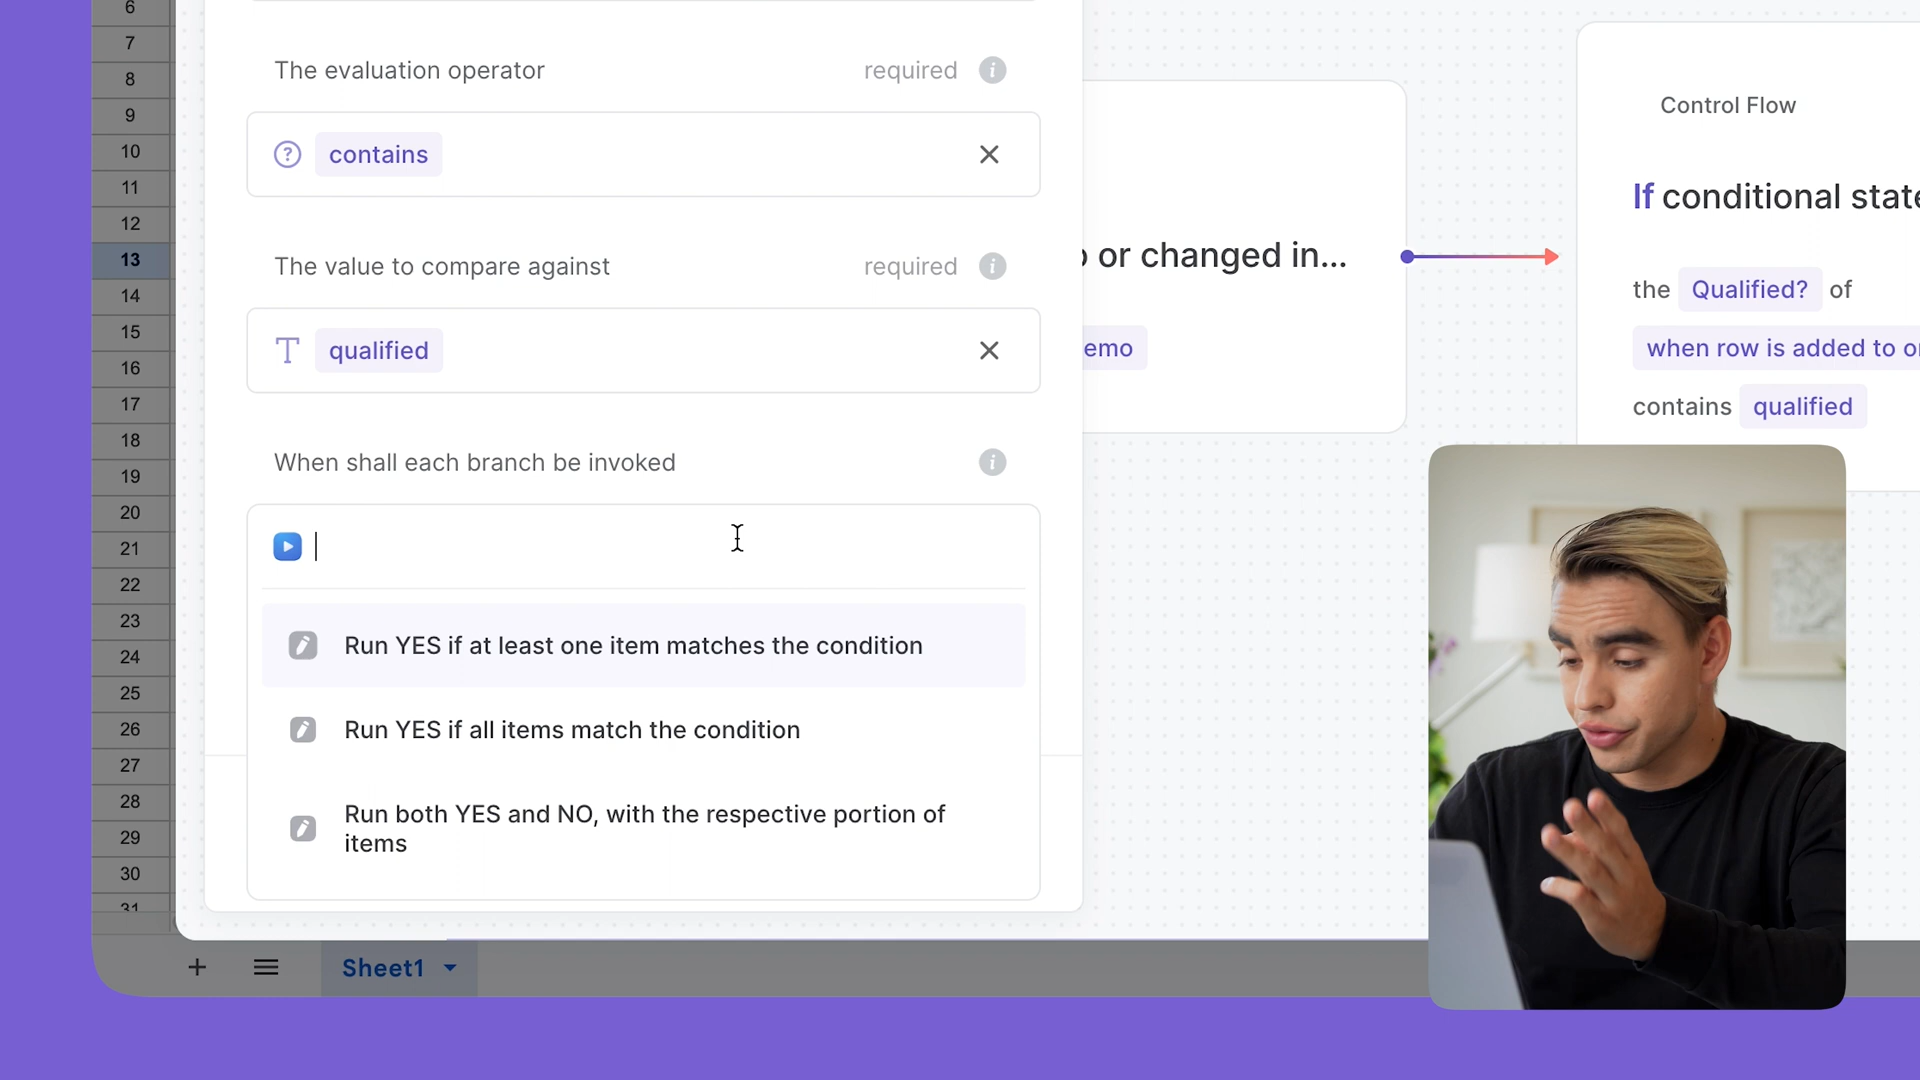 6
7
8
9
10
11
12
13
14
15
16
17
18
19
20
21
22
23
24
25
26
27
28
29
30
31
The evaluation operator required
contains
The value to compare against required
qualified
When shall each branch be invoked
Run YES if at least one item matches the condition
Run YES if all items match the condition
Run both YES and NO, with the respective portion of
items
or changed in...
emo
Control Flow
If conditional state
the Qualified? of
when row is added to or
contains qualified
Sheet1